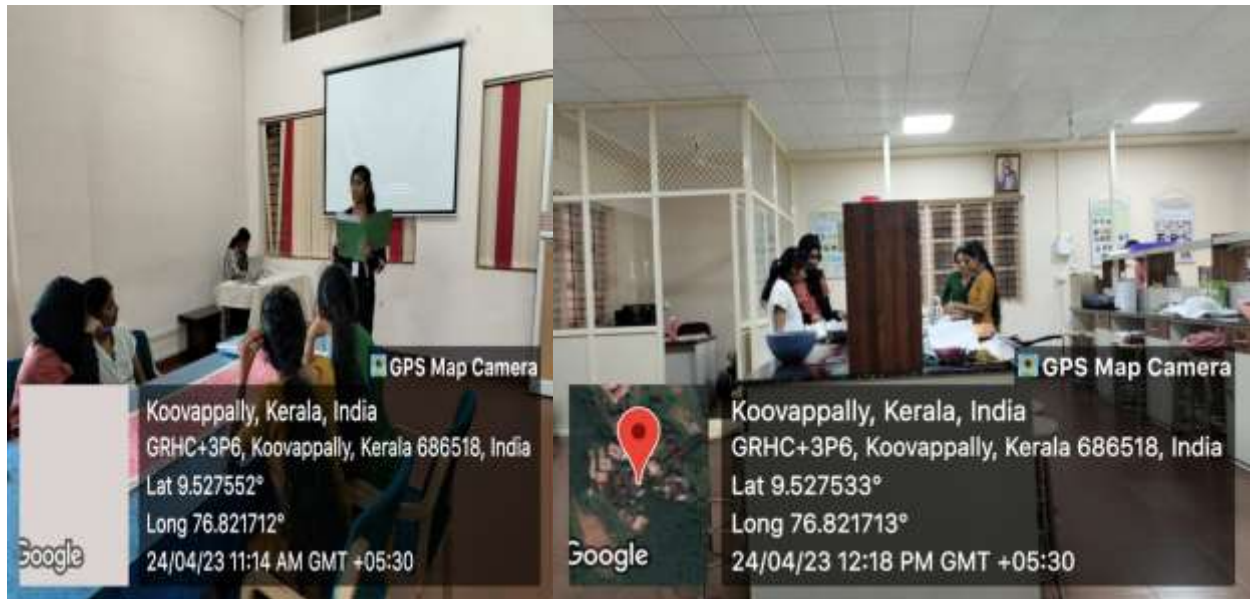 GPS Map Camera
Koovappally, Kerala, India
GRHC+3P6, Koovappally, Kerala 686518, India
Lat 9.527552°
Long 76.821712°
24/04/23 11:14 AM GMT +05:30
Google
GPS Map Camera
Koovappally, Kerala, India
GRHC+3P6, Koovappally, Kerala 686518, India
Lat 9.527533°
Long 76.821713°
24/04/23 12:18 PM GMT +05:30
Google